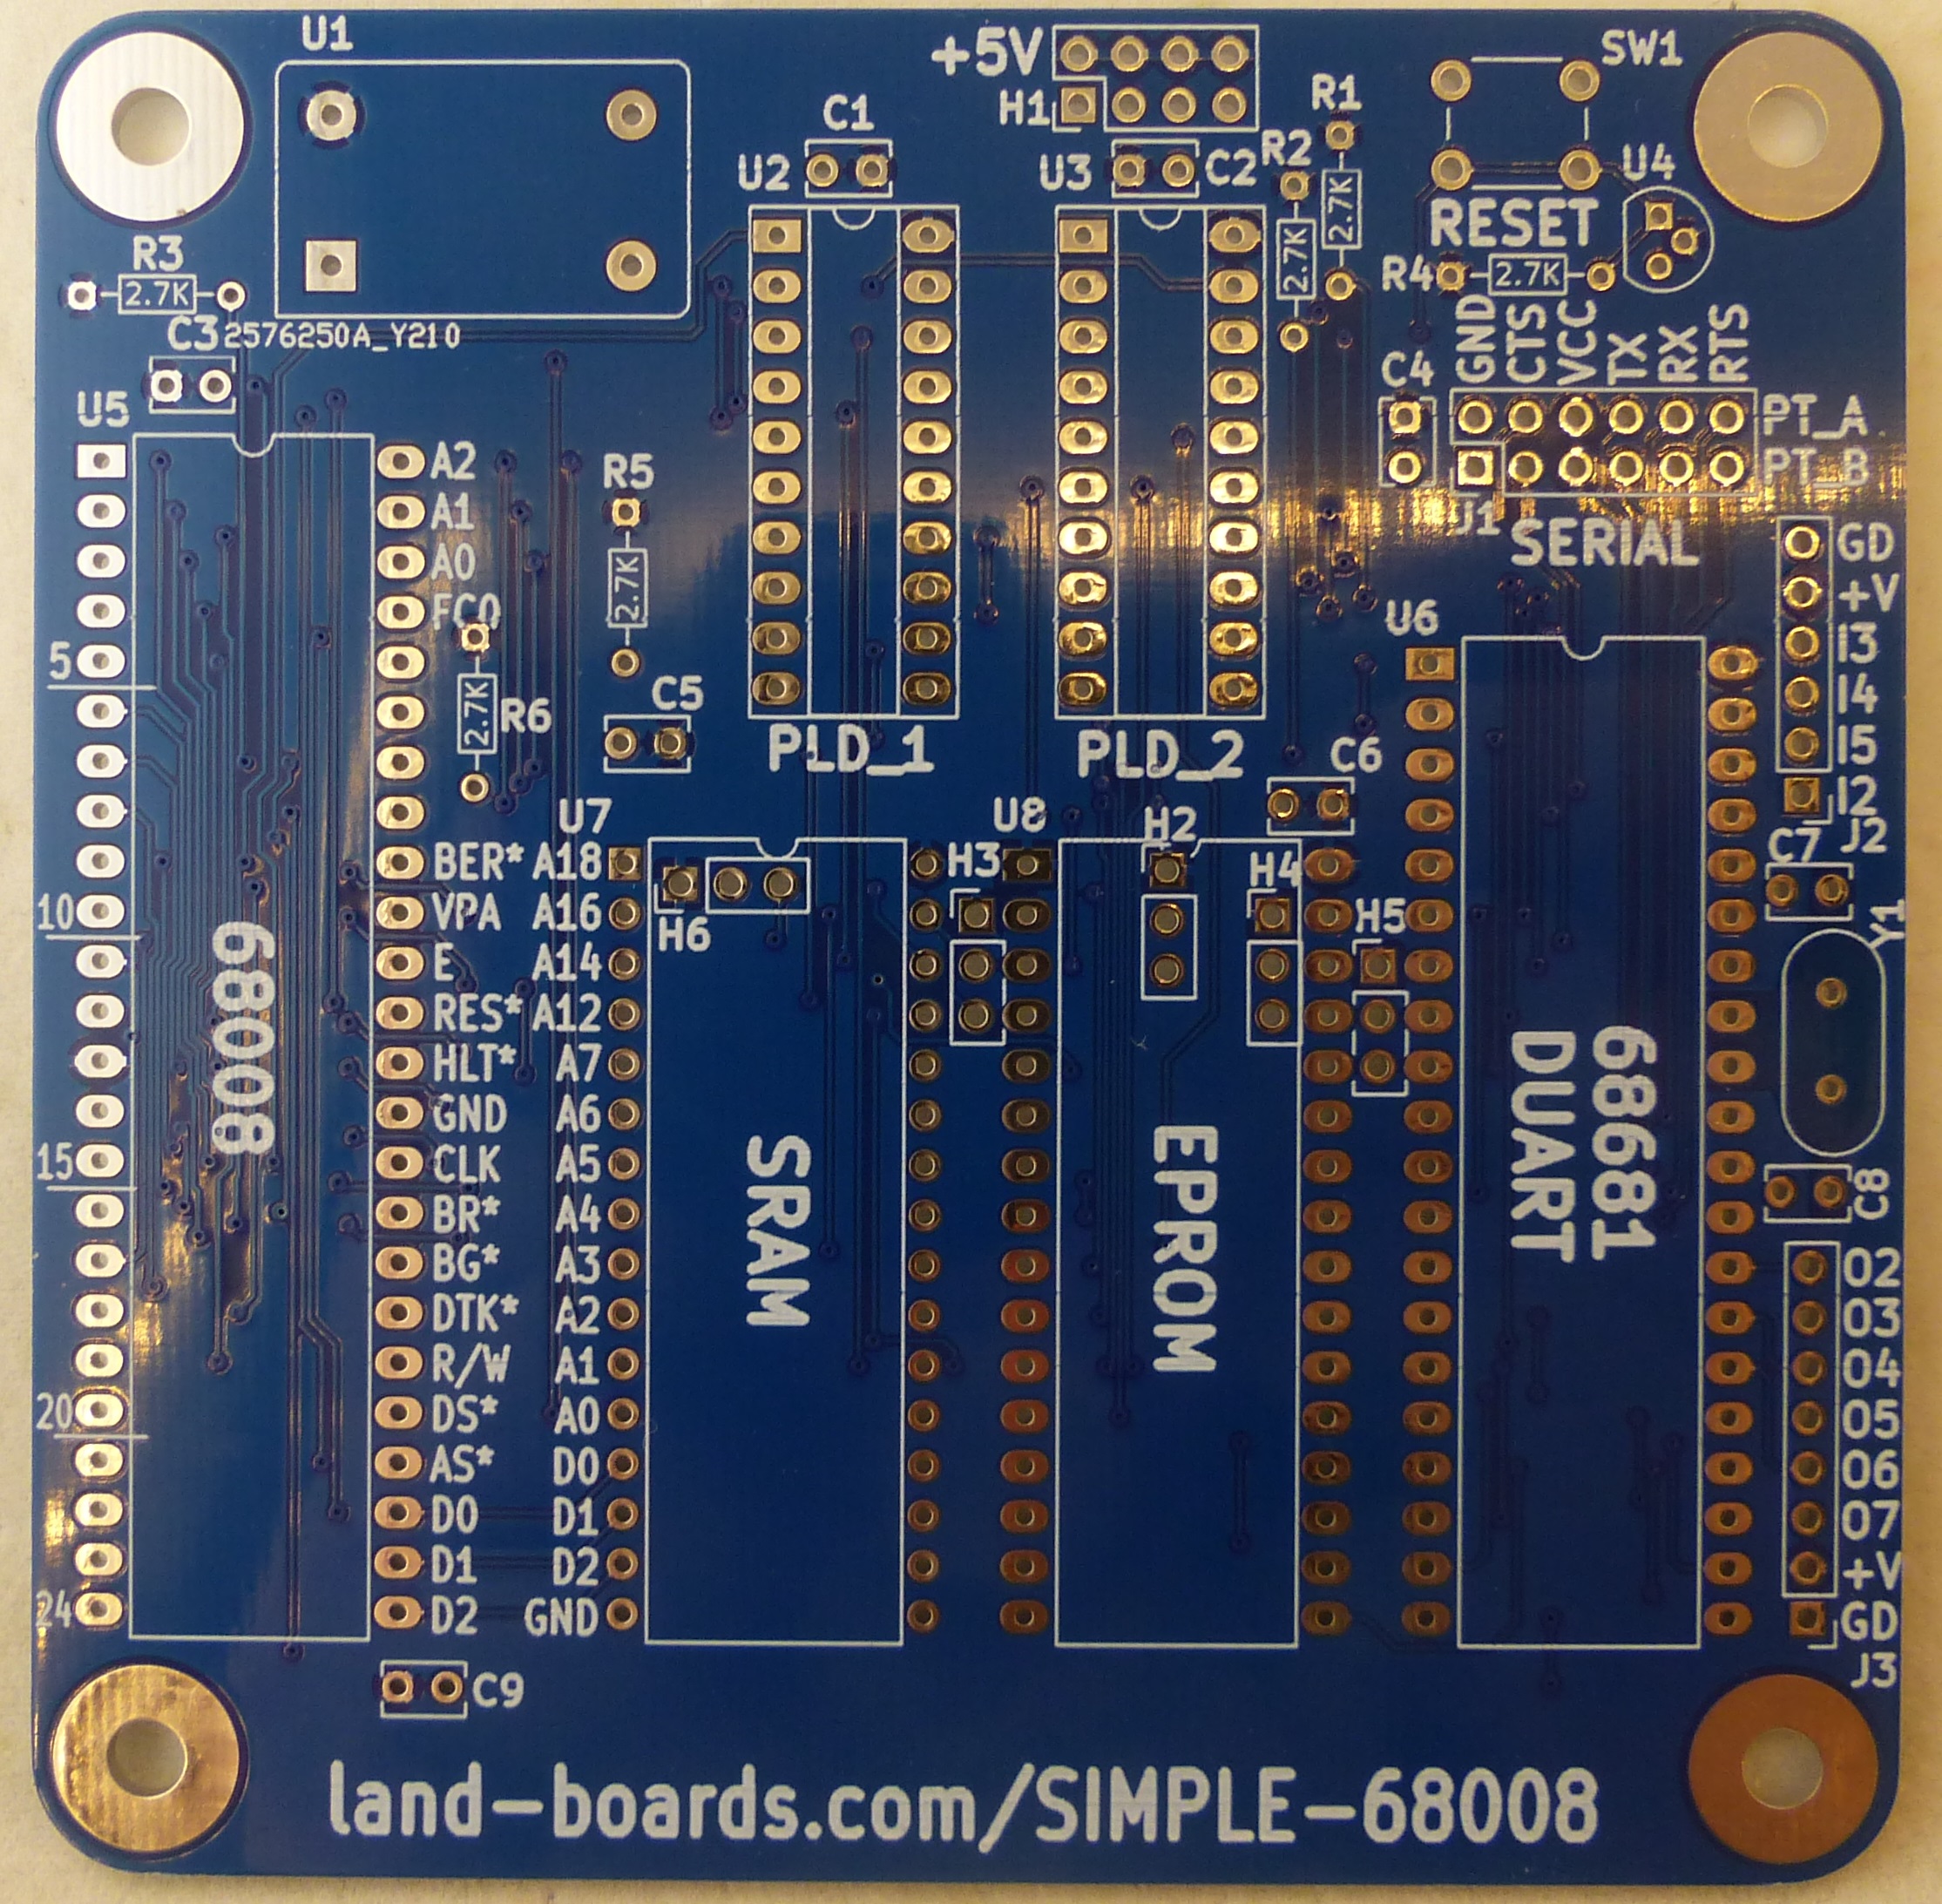 U1
+5V
H1
SW1
C1
R1
U2
U3
C2
R2
U4
2.7K
2.7K
RESET
R3
2.7K
R4
2.7K
C3
2576250A_Y210
GND
CTS
VCC
TX
RX
RTS
C4
PT_A
PT_B
J1
SERIAL
U5
A2
A1
A0
FC0
R5
2.7K
5
R6
2.7K
C5
PLD_1
PLD_2
C6
U6
GD
+V
I3
I4
I5
I2
J2
C7
Y1
U7
U8
H2
BER* A18
H3
H4
10
VPA A16
H6
H5
E A14
RES* A12
HLT* A7
GND A6
15
CLK A5
BR* A4
BG* A3
DTK* A2
R/W A1
20
DS* A0
AS* D0
D0 D1
D1 D2
24
D2 GND
68008
SRAM
EPROM
68681
DUART
C8
O2
O3
O4
O5
O6
O7
+V
GD
J3
C9
land-boards.com/SIMPLE-68008